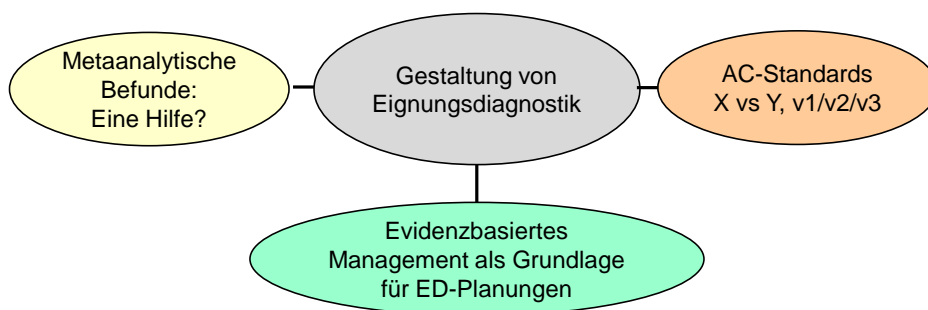 Metaanalytische
Befunde:
Eine Hilfe?
Gestaltung von
Eignungsdiagnostik
AC-Standards
X vs Y, v1/v2/v3
Evidenzbasiertes
Management als Grundlage
für ED-Planungen